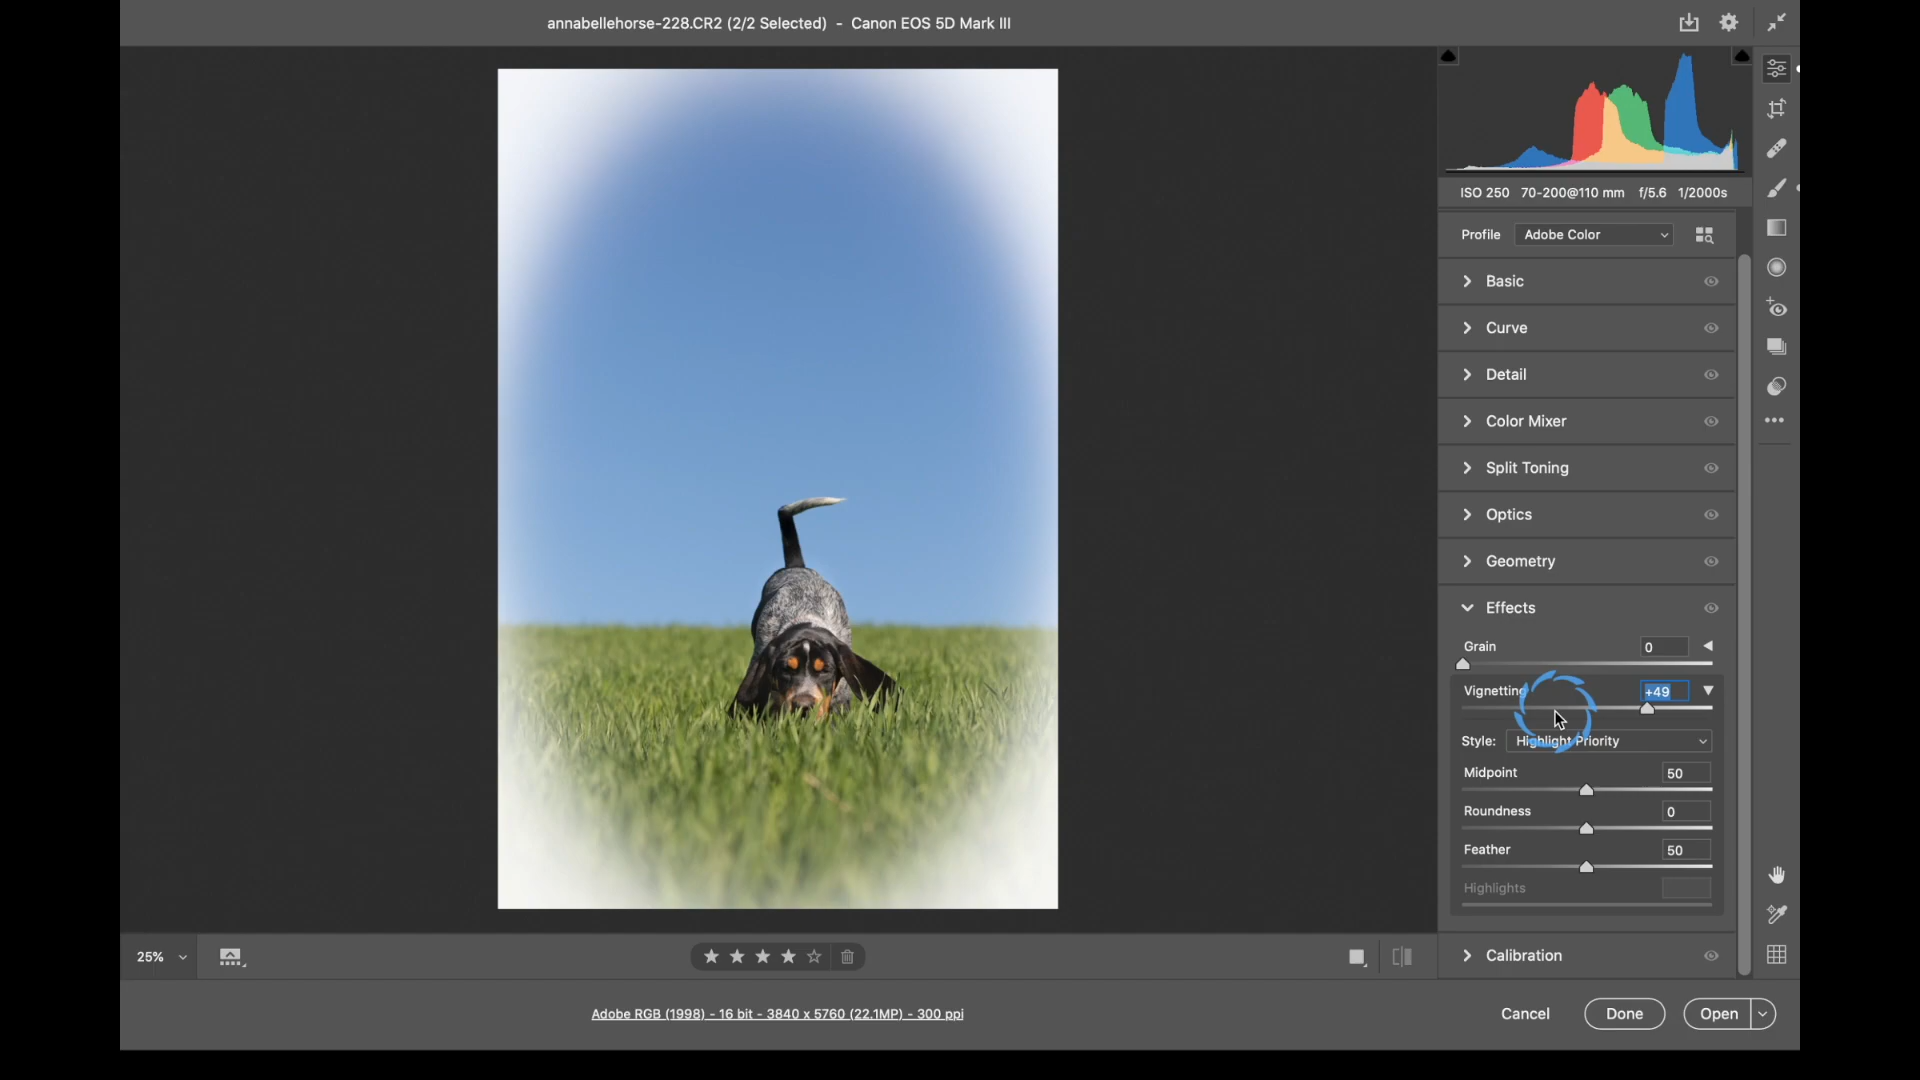 annabellehorse-228.CR2 (2/2 Selected) - Canon EOS 5D Mark III
ISO 250 70-200@110 mm f/5.6 1/2000s
Profile Adobe Color
Basic
Curve
Detail
Color Mixer
Split Toning
Optics
Geometry
Effects
Grain 0
Vignetting +49
Style: Highlight Priority
Midpoint 50
Roundness 0
Feather 50
Highlights
Calibration
25%
Adobe RGB (1998) - 16 bit - 3840 x 5760 (22.1MP) - 300 ppi
Cancel Done Open